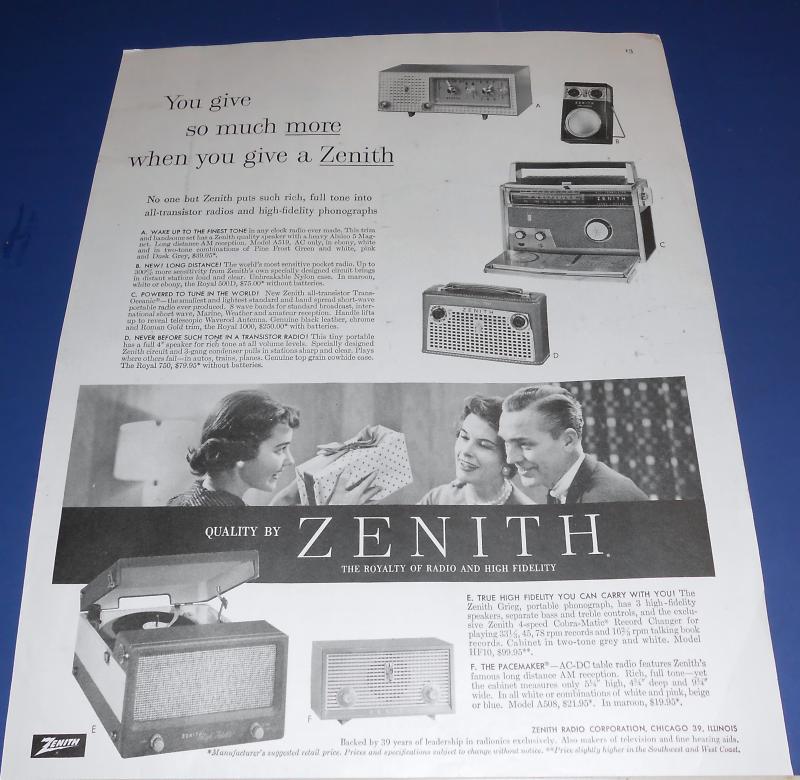 13
You give
so much more
when you give a Zenith
No one but Zenith puts such rich, full tone into
all-transistor radios and high-fidelity phonographs
A. WAKE UP TO THE FINEST TONE in any clock radio ever made. This trim
and handsome set has a Zenith quality speaker with a heavy Alnico 5 Mag-
net. Long distance AM reception. Model A519, AC only, in ebony, white
and in two-tone combinations of Pine Frost Green and white, pink
and Dusk Grey, $39.95*.
B. NEW! LONG DISTANCE! The world's most sensitive pocket radio. Up to
300% more sensitivity from Zenith's own specially designed circuit brings
in distant stations loud and clear. Unbreakable Nylon case. In maroon,
white or ebony, the Royal 500D, $75.00* without batteries.
C. POWERED TO TUNE IN THE WORLD! New Zenith all-transistor Trans-
Oceanic®—the smallest and lightest standard and band spread short-wave
portable radio ever produced. 8 wave bands for standard broadcast, inter-
national short wave, Marine, Weather and amateur reception. Handle lifts
up to reveal telescopic Waverod Antenna. Genuine black leather, chrome
and Roman Gold trim, the Royal 1000, $250.00* with batteries.
D. NEVER BEFORE SUCH TONE IN A TRANSISTOR RADIO! This tiny portable
has a full 4" speaker for rich tone at all volume levels. Specially designed
Zenith circuit and 3-gang condenser pulls in stations sharp and clear. Plays
where others fail—in autos, trains, planes. Genuine top grain cowhide case.
The Royal 750, $79.95* without batteries.
A
ZENITH
B
ZENITH
C
ZENITH
D
QUALITY BY ZENITH®
THE ROYALTY OF RADIO AND HIGH FIDELITY
E. TRUE HIGH FIDELITY YOU CAN CARRY WITH YOU! The
Zenith Grieg, portable phonograph, has 3 high-fidelity
speakers, separate bass and treble controls, and the exclu-
sive Zenith 4-speed Cobra-Matic® Record Changer for
playing 33⅓, 45, 78 rpm records and 16⅔ rpm talking book
records. Cabinet in two-tone grey and white. Model
HF10, $99.95**.
F. THE PACEMAKER®—AC-DC table radio features Zenith's
famous long distance AM reception. Rich, full tone—yet
the cabinet measures only 5¼" high, 4¾" deep and 9¼"
wide. In all white or combinations of white and pink, beige
or blue. Model A508, $21.95*. In maroon, $19.95*.
E
F
ZENITH
ZENITH
ZENITH RADIO CORPORATION, CHICAGO 39, ILLINOIS
Backed by 39 years of leadership in radionics exclusively. Also makers of television and fine hearing aids.
*Manufacturer's suggested retail price. Prices and specifications subject to change without notice. **Price slightly higher in the Southwest and West Coast.